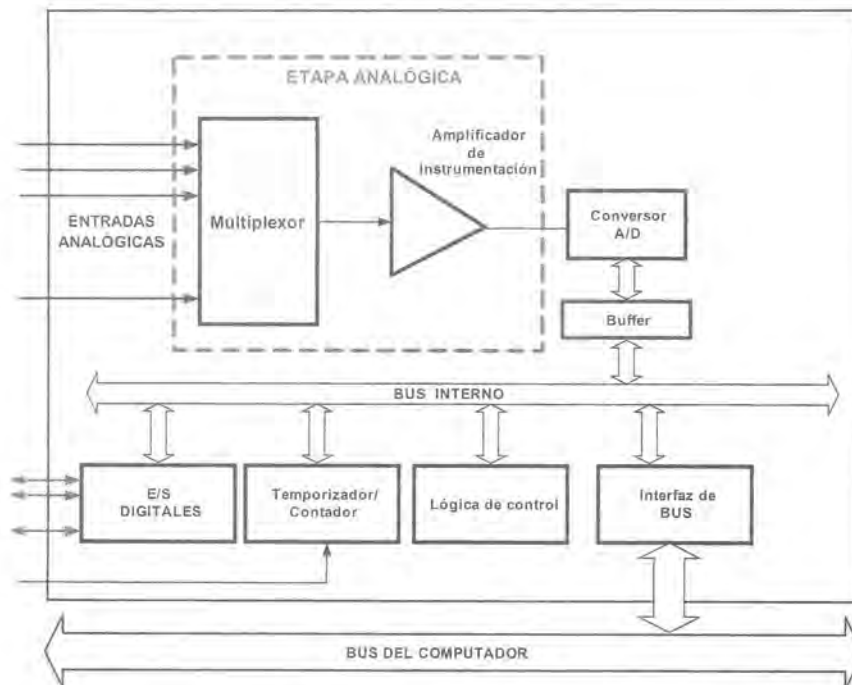 ETAPA ANALÓGICA
Amplificador
de
Instrumentación
ENTRADAS
ANALÓGICAS
Multiplexor
Conversor
A/D
Buffer
BUS INTERNO
E/S
DIGITALES
Temporizador/
Contador
Lógica de control
Interfaz de
BUS
BUS DEL COMPUTADOR